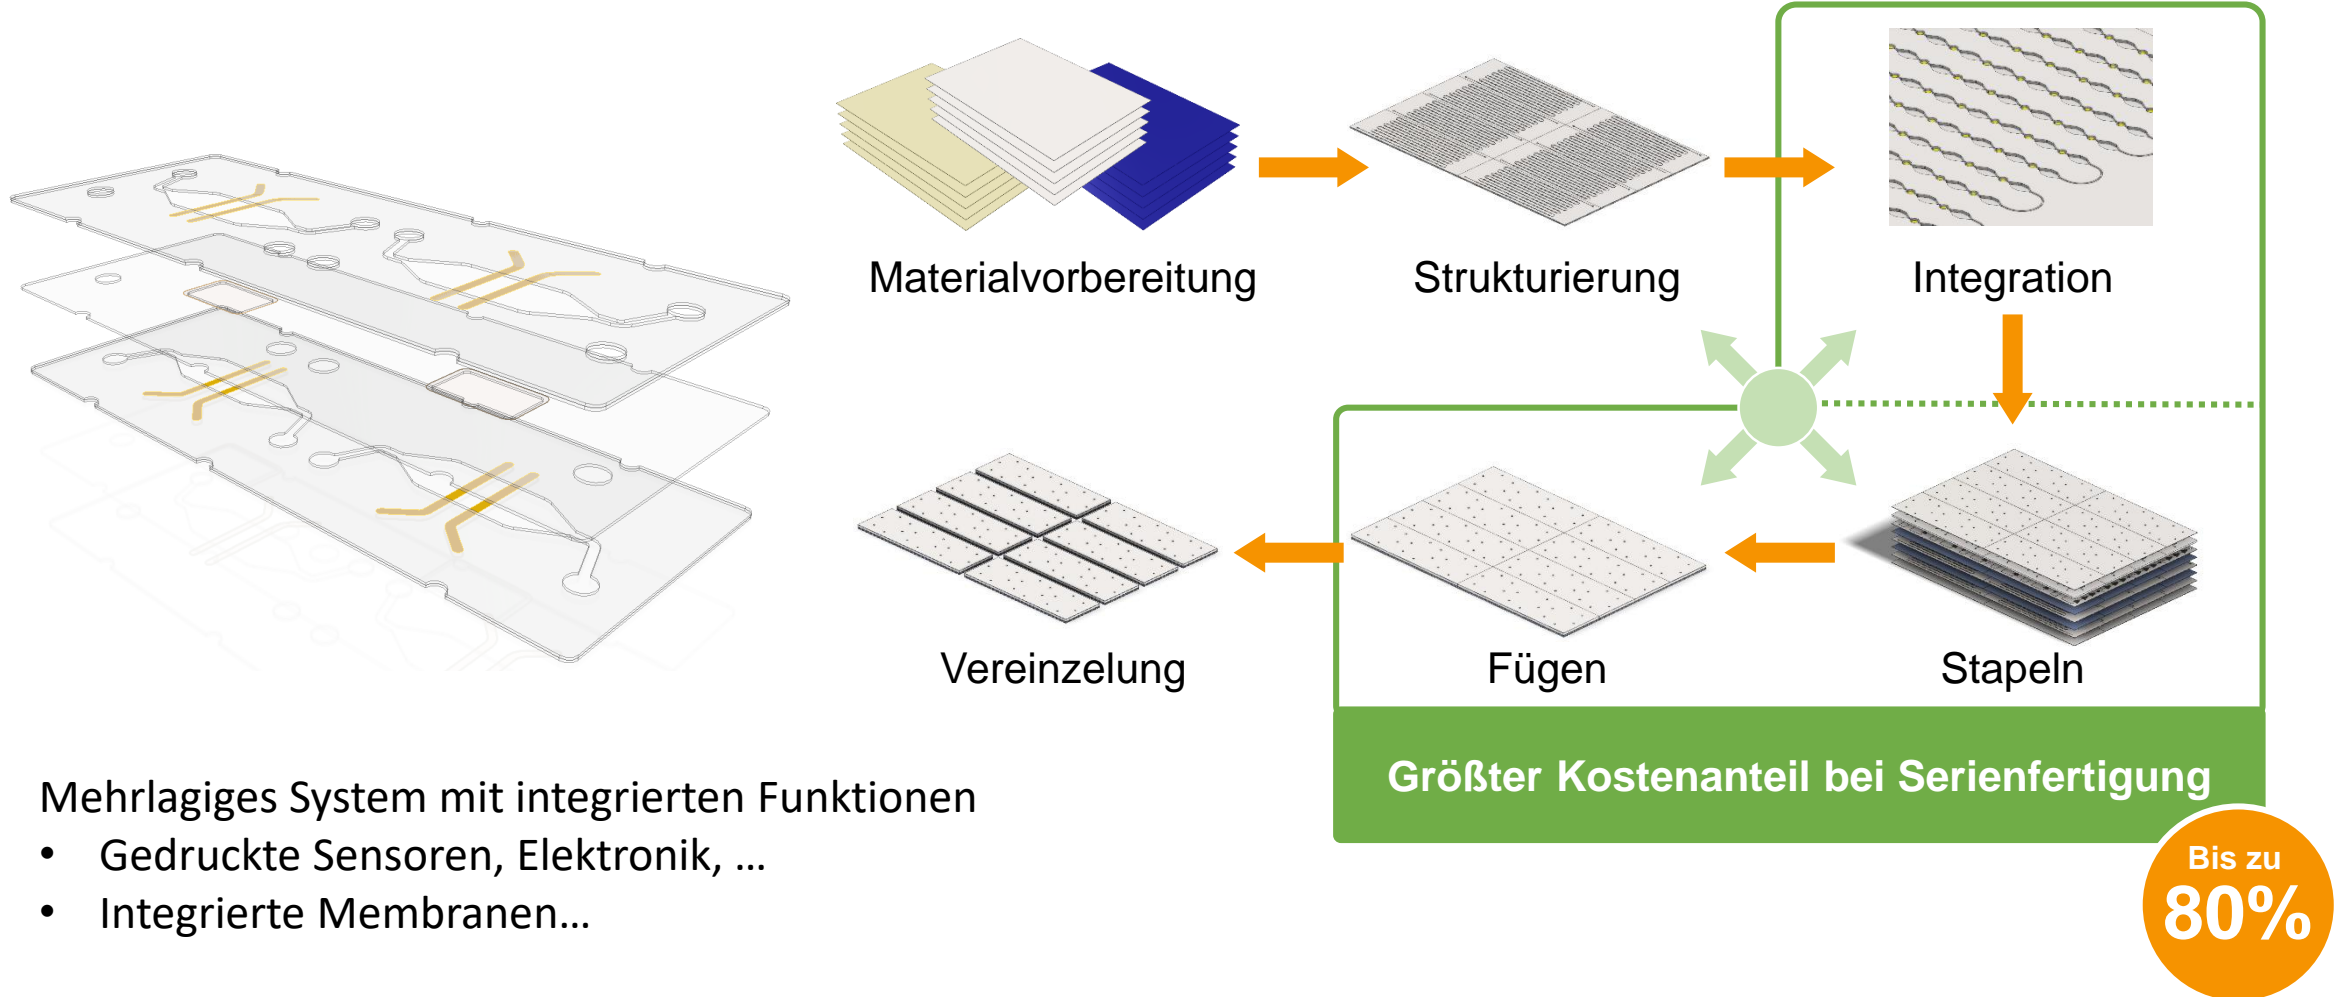 Materialvorbereitung
Strukturierung
Integration
Vereinzelung
Fügen
Stapeln
Größter Kostenanteil bei Serienfertigung
Bis zu
80%
Mehrlagiges System mit integrierten Funktionen
• Gedruckte Sensoren, Elektronik, …
• Integrierte Membranen…